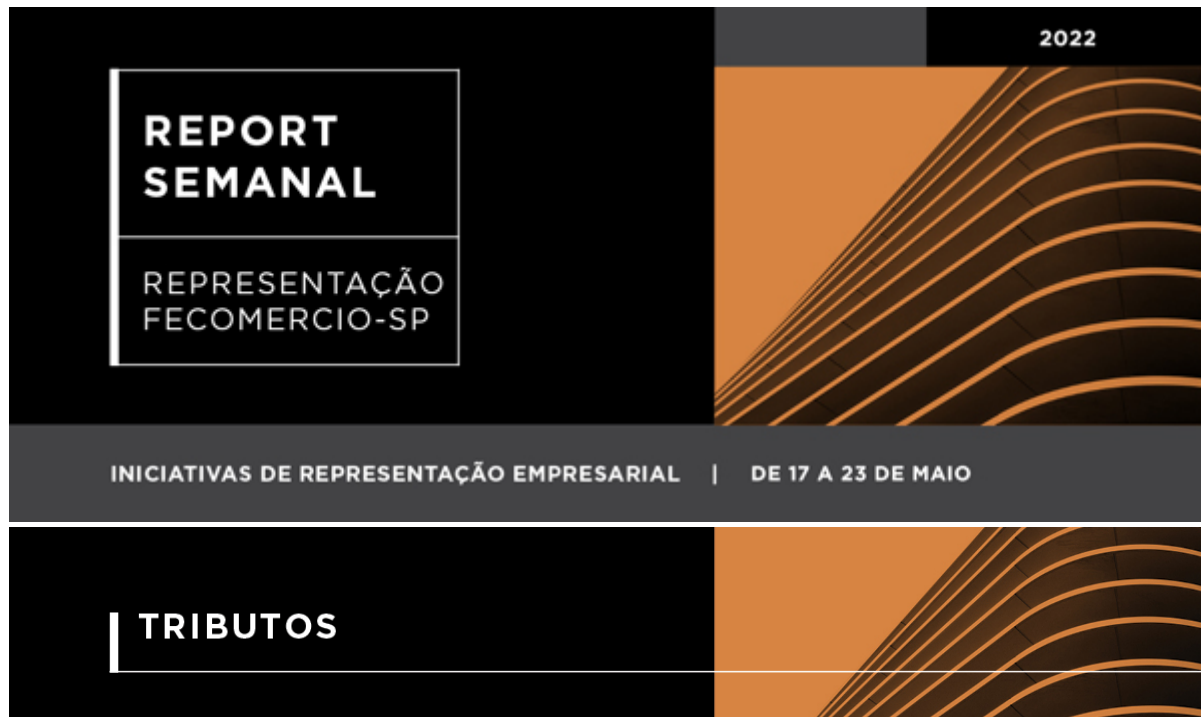 2022
REPORT
SEMANAL
REPRESENTAÇÃO
FECOMERCIO-SP
INICIATIVAS DE REPRESENTAÇÃO EMPRESARIAL | DE 17 A 23 DE MAIO
TRIBUTOS